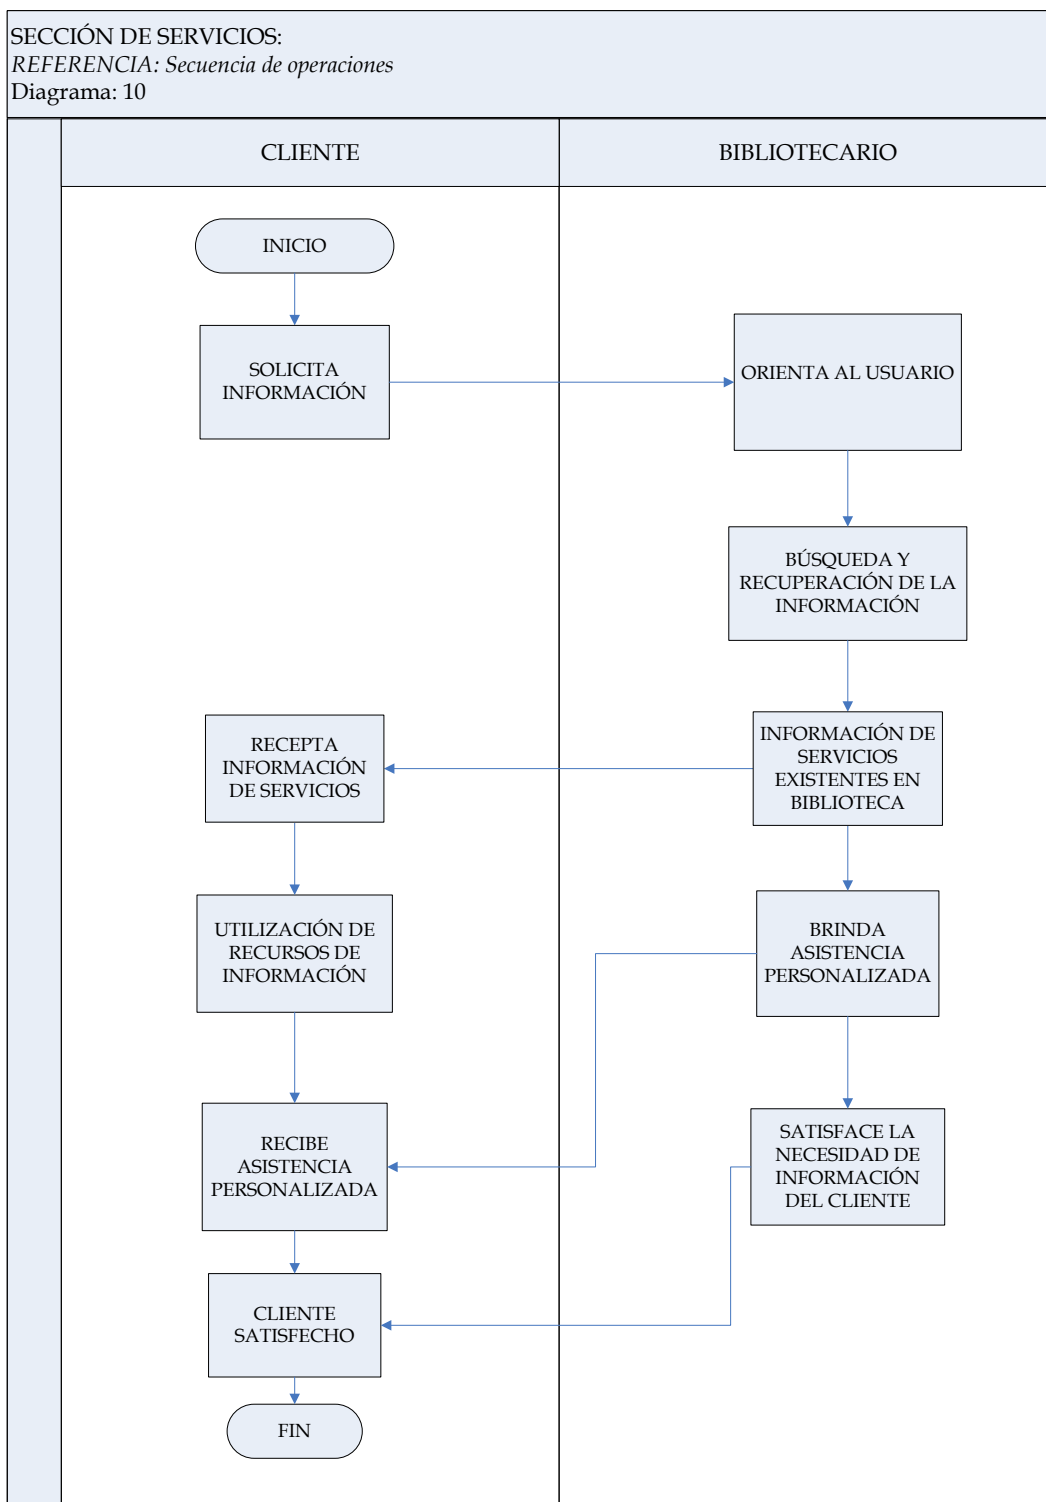 SECCIÓN DE SERVICIOS:
REFERENCIA: Secuencia de operaciones
Diagrama: 10
CLIENTE
BIBLIOTECARIO
INICIO
SOLICITA
INFORMACIÓN
ORIENTA AL USUARIO
BÚSQUEDA Y
RECUPERACIÓN DE LA
INFORMACIÓN
INFORMACIÓN DE
SERVICIOS
EXISTENTES EN
BIBLIOTECA
RECEPTA
INFORMACIÓN
DE SERVICIOS
UTILIZACIÓN DE
RECURSOS DE
INFORMACIÓN
BRINDA
ASISTENCIA
PERSONALIZADA
RECIBE
ASISTENCIA
PERSONALIZADA
SATISFACE LA
NECESIDAD DE
INFORMACIÓN
DEL CLIENTE
CLIENTE
SATISFECHO
FIN